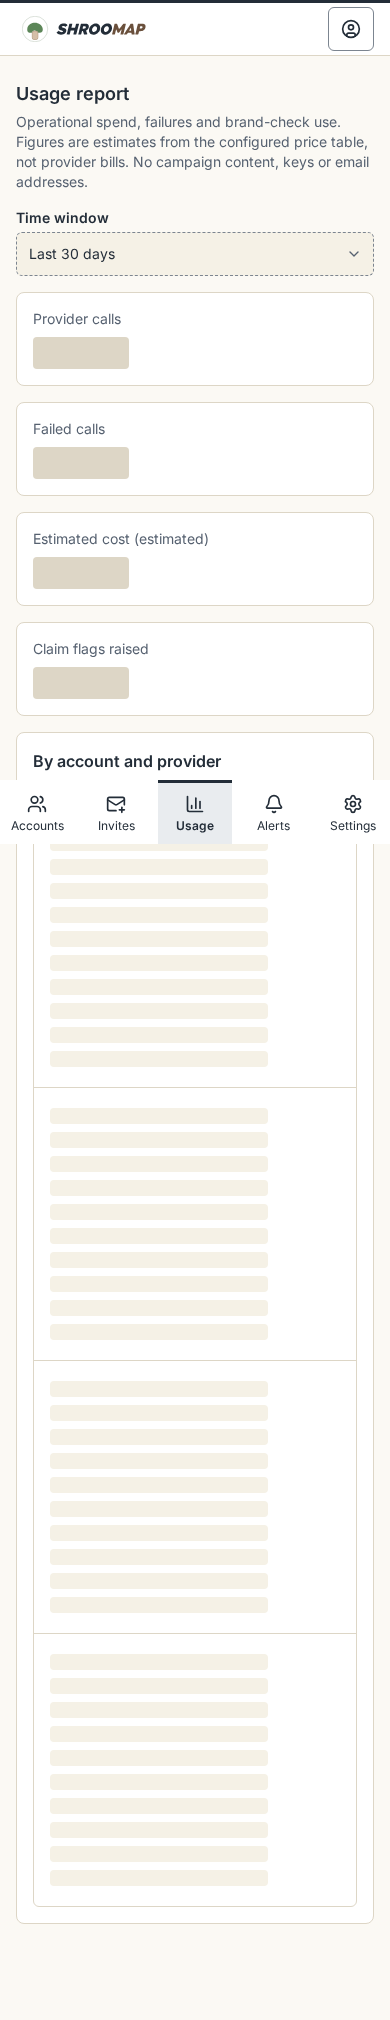 SHROOMAP
Usage report
Operational spend, failures and brand-check use.
Figures are estimates from the configured price table,
not provider bills. No campaign content, keys or email
addresses.
Time window
Last 30 days
Provider calls
Failed calls
Estimated cost (estimated)
Claim flags raised
By account and provider
Accounts
Invites
Usage
Alerts
Settings